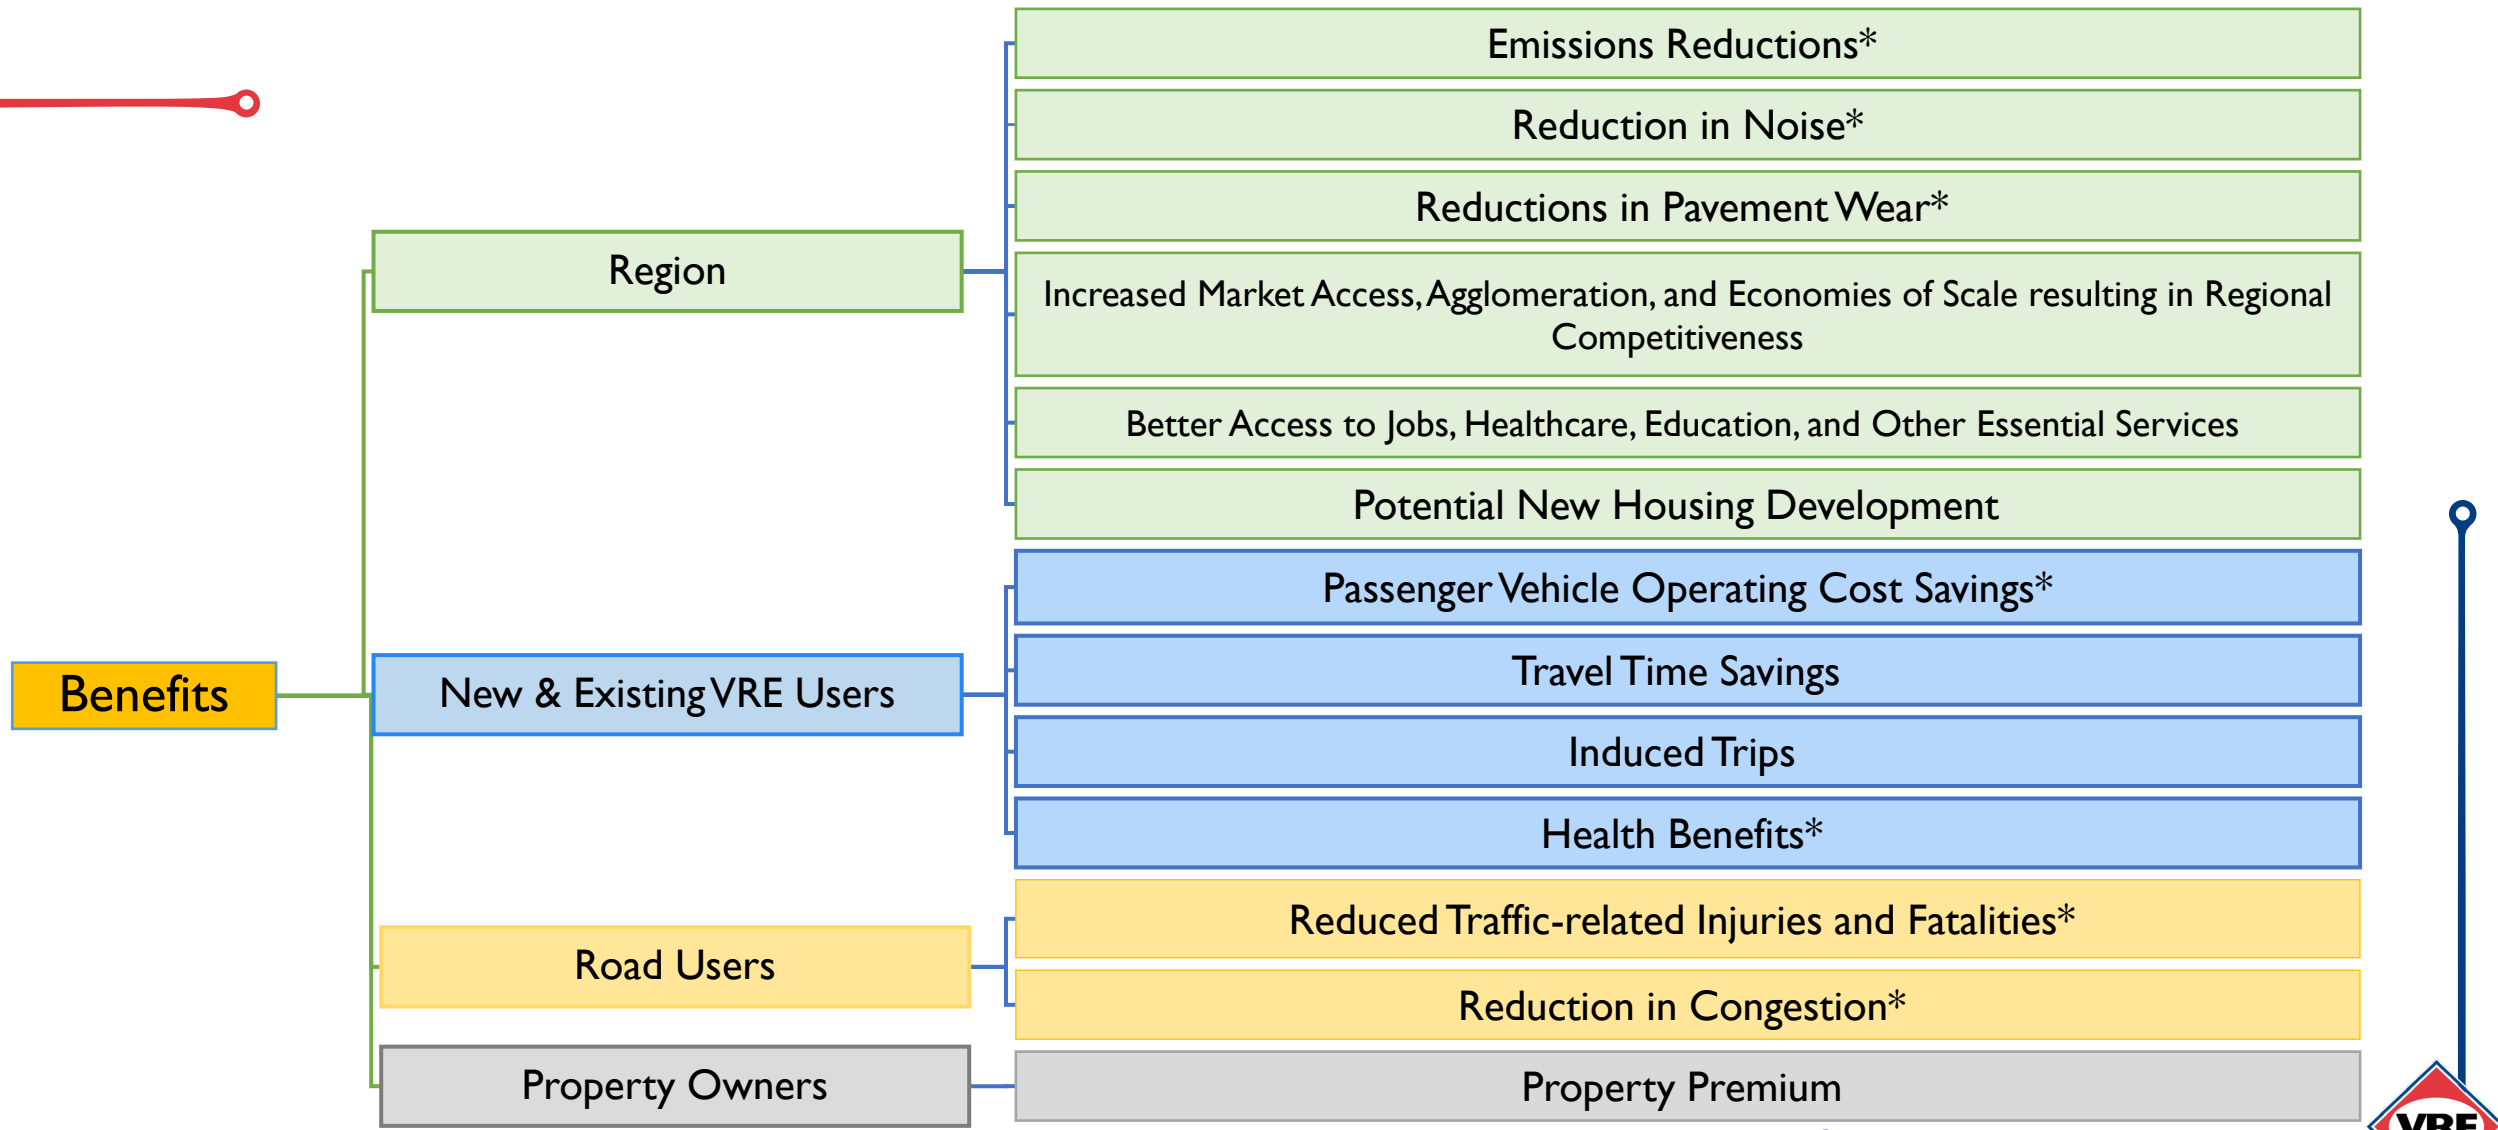 Benefits
Region
Emissions Reductions*
Reduction in Noise*
Reductions in Pavement Wear*
Increased Market Access, Agglomeration, and Economies of Scale resulting in Regional
Competitiveness
Better Access to Jobs, Healthcare, Education, and Other Essential Services
Potential New Housing Development
New & Existing VRE Users
Passenger Vehicle Operating Cost Savings*
Travel Time Savings
Induced Trips
Health Benefits*
Road Users
Reduced Traffic-related Injuries and Fatalities*
Reduction in Congestion*
Property Owners
Property Premium
VRE